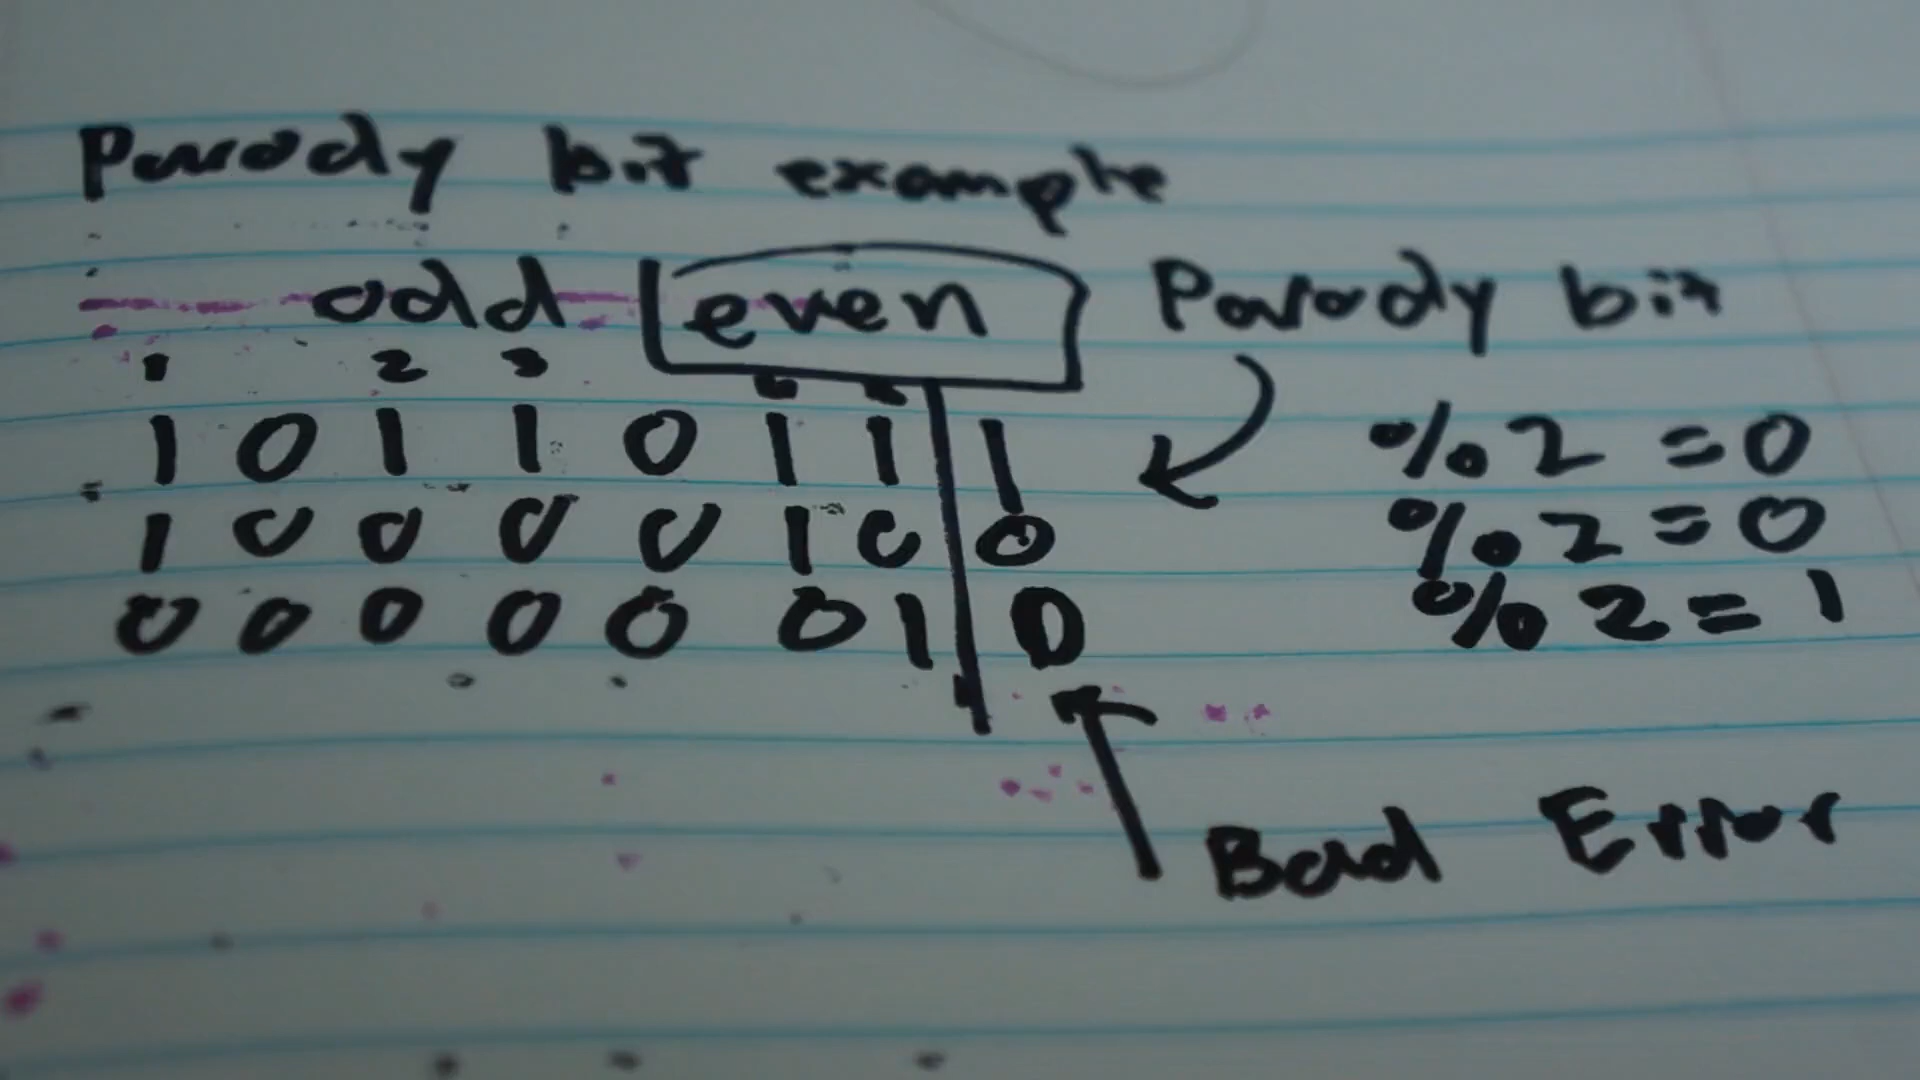 Parody bit example
odd even Parody bit
1 2 3
1 0 1 1 0 1 1 1 %2 = 0
1 0 0 0 0 1 0 0 %2 = 0
0 0 0 0 0 0 1 0 %2 = 1
Bad Error